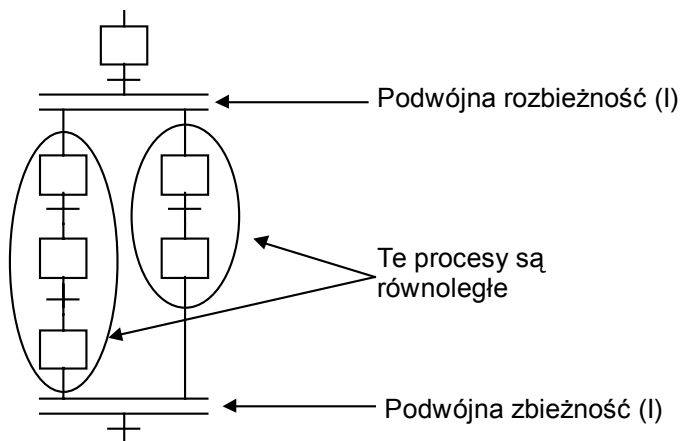 Podwójna rozbieżność (I)
Te procesy są
równoległe
Podwójna zbieżność (I)